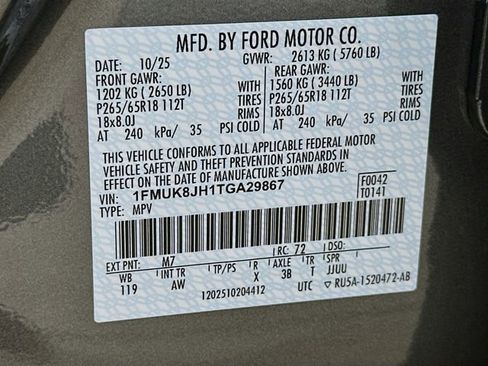 MFD. BY FORD MOTOR CO.
DATE: 10/25 GVWR: 2613 KG ( 5760 LB)
FRONT GAWR: REAR GAWR:
1202 KG ( 2650 LB) WITH 1560 KG ( 3440 LB) WITH
P265/65R18 112T TIRES P265/65R18 112T TIRES
18x8.0J RIMS 18x8.0J RIMS
AT 240 kPa/ 35 PSI COLD AT 240 kPa/ 35 PSI COLD
THIS VEHICLE CONFORMS TO ALL APPLICABLE FEDERAL MOTOR
VEHICLE SAFETY AND THEFT PREVENTION STANDARDS IN
EFFECT ON THE DATE OF MANUFACTURE SHOWN ABOVE.
VIN: 1FMUK8JH1TGA29867 F0042
TYPE: MPV T0141
EXT PNT: M7 RC: 72 DSO:
WB INT TR TP/PS R AXLE TR SPR
119 AW X 3B T JJUU
1202510204412 UTC ▽ RU5A-1520472-AB